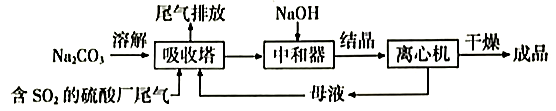 尾气排放 NaOH
Na₂CO₃ 溶解 吸收塔 中和器 结晶 离心机 干燥 成品
含SO₂的硫酸厂尾气 母液